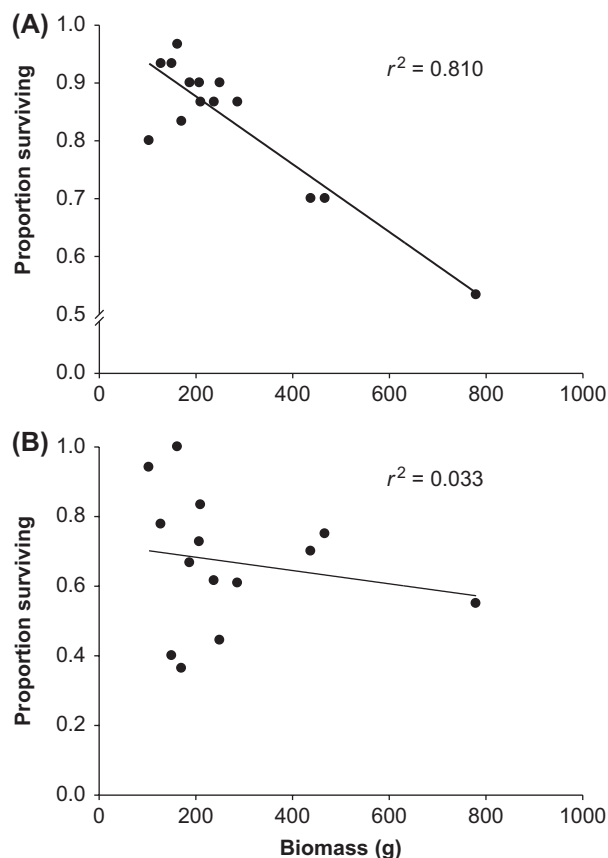 (A)
1.0
0.9
0.8
0.7
0.6
0.5
0.0
Proportion surviving
r² = 0.810
0 200 400 600 800 1000
(B)
1.0
0.8
0.6
0.4
0.2
0.0
Proportion surviving
r² = 0.033
0 200 400 600 800 1000
Biomass (g)